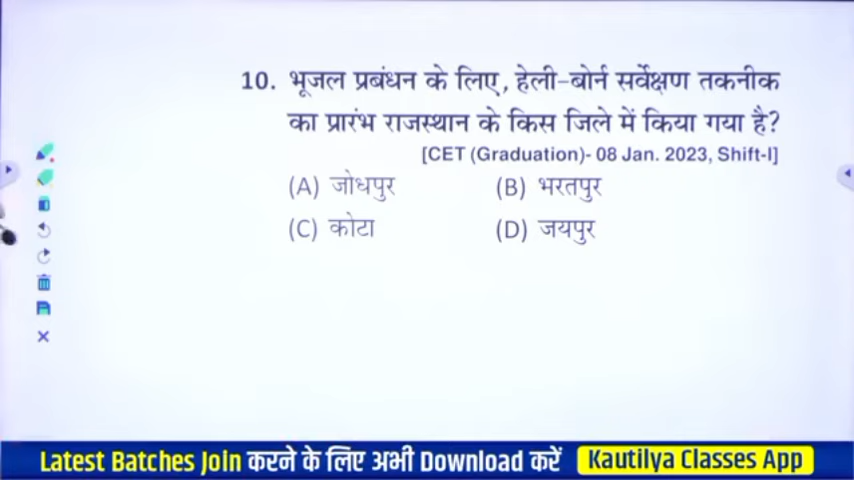 10. भूजल प्रबंधन के लिए, हेली-बोर्न सर्वेक्षण तकनीक
का प्रारंभ राजस्थान के किस जिले में किया गया है?
[CET (Graduation)- 08 Jan. 2023, Shift-I]
(A) जोधपुर (B) भरतपुर
(C) कोटा (D) जयपुर
Latest Batches Join करने के लिए अभी Download करें Kautilya Classes App